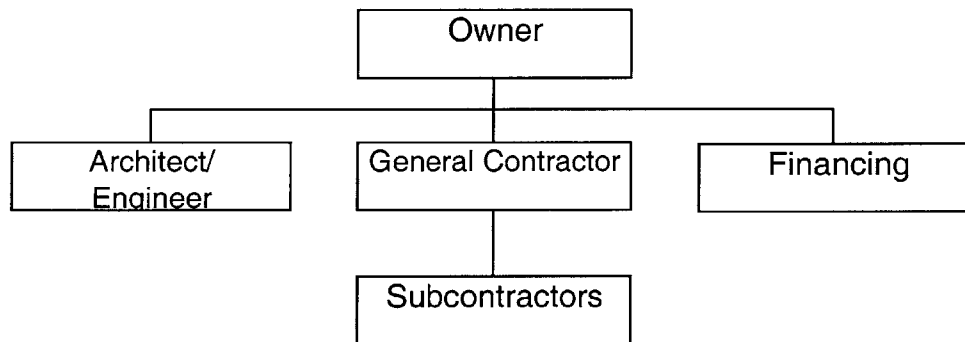 Owner
Architect/
Engineer
General Contractor
Financing
Subcontractors